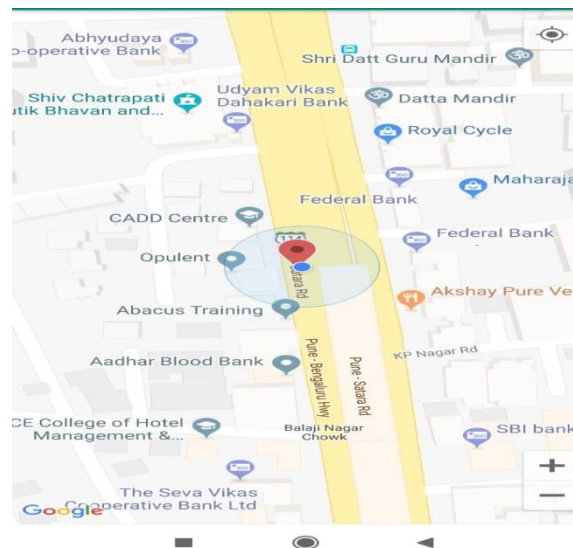 Abhyudaya
o-operative Bank
Shri Datt Guru Mandir
Shiv Chatrapati
utik Bhavan and...
Udyam Vikas
Dahakari Bank
Datta Mandir
Royal Cycle
Maharaja
Federal Bank
CADD Centre
114
Federal Bank
Opulent
Satara Rd
Akshay Pure Ve
Abacus Training
Pune - Bengaluru Hwy
Pune - Satara Rd
KP Nagar Rd
Aadhar Blood Bank
CE College of Hotel
Management &...
Balaji Nagar
Chowk
SBI bank
The Seva Vikas
Cooperative Bank Ltd
Google